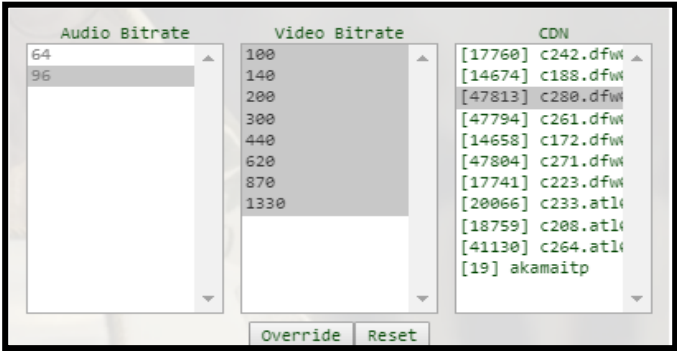 Audio Bitrate
64
96
Video Bitrate
100
140
200
300
440
620
870
1330
CDN
[17760] c242.dfw
[14674] c188.dfw
[47813] c280.dfw
[47794] c261.dfw
[14658] c172.dfw
[47804] c271.dfw
[17741] c223.dfw
[20066] c233.atl
[18759] c208.atl
[41130] c264.atl
[19] akamaitp
Override Reset